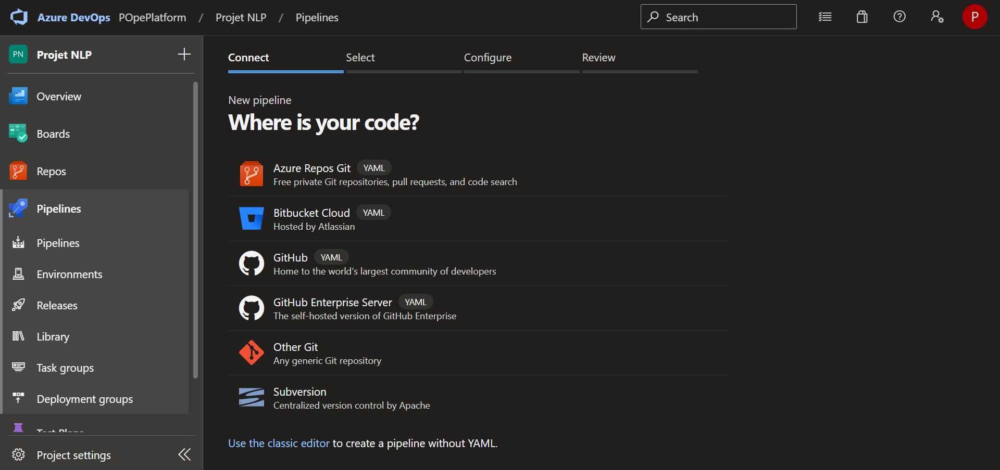 Azure DevOps POpePlatform / Projet NLP / Pipelines
Search
P
PN Projet NLP
Overview
Boards
Repos
Pipelines
Pipelines
Environments
Releases
Library
Task groups
Deployment groups
Test Plans
Project settings
Connect Select Configure Review
New pipeline
Where is your code?
Azure Repos Git YAML
Free private Git repositories, pull requests, and code search
Bitbucket Cloud YAML
Hosted by Atlassian
GitHub YAML
Home to the world’s largest community of developers
GitHub Enterprise Server YAML
The self-hosted version of GitHub Enterprise
Other Git
Any generic Git repository
Subversion
Centralized version control by Apache
Use the classic editor to create a pipeline without YAML.